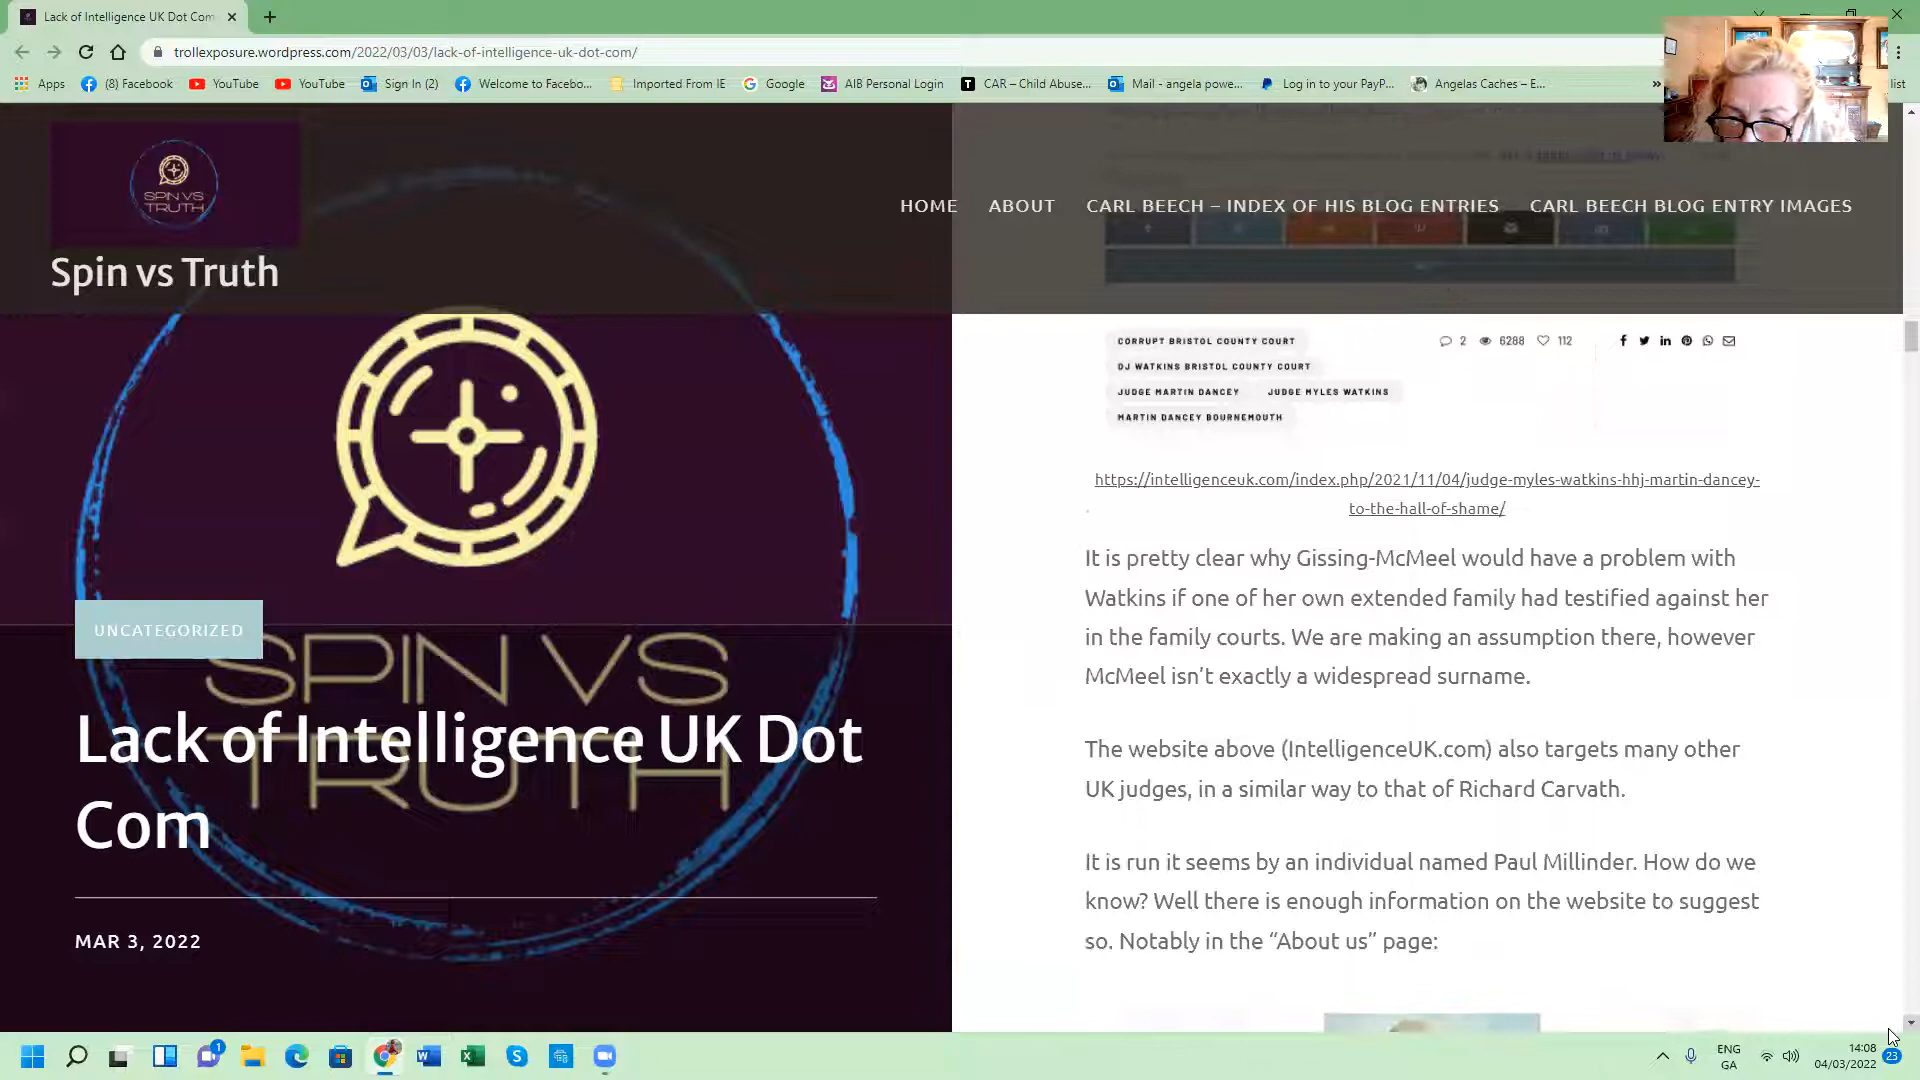 Lack of Intelligence UK Dot Com
trollexposure.wordpress.com/2022/03/03/lack-of-intelligence-uk-dot-com/
Apps
(8) Facebook
YouTube
YouTube
Sign In (2)
Welcome to Facebo...
Imported From IE
Google
AIB Personal Login
CAR – Child Abuse...
Mail - angela powe...
Log in to your PayP...
Angelas Caches – E...
»
list
SPIN VS
TRUTH
Spin vs Truth
HOME
ABOUT
CARL BEECH – INDEX OF HIS BLOG ENTRIES
CARL BEECH BLOG ENTRY IMAGES
UNCATEGORIZED
SPIN VS
TRUTH
Lack of Intelligence UK Dot
Com
MAR 3, 2022
CORRUPT BRISTOL COUNTY COURT
2 6288 112
DJ WATKINS BRISTOL COUNTY COURT
JUDGE MARTIN DANCEY JUDGE MYLES WATKINS
MARTIN DANCEY BOURNEMOUTH
https://intelligenceuk.com/index.php/2021/11/04/judge-myles-watkins-hhj-martin-dancey-
to-the-hall-of-shame/
It is pretty clear why Gissing-McMeel would have a problem with
Watkins if one of her own extended family had testified against her
in the family courts. We are making an assumption there, however
McMeel isn’t exactly a widespread surname.
The website above (IntelligenceUK.com) also targets many other
UK judges, in a similar way to that of Richard Carvath.
It is run it seems by an individual named Paul Millinder. How do we
know? Well there is enough information on the website to suggest
so. Notably in the “About us” page:
1
ENG
GA
14:08
04/03/2022
23